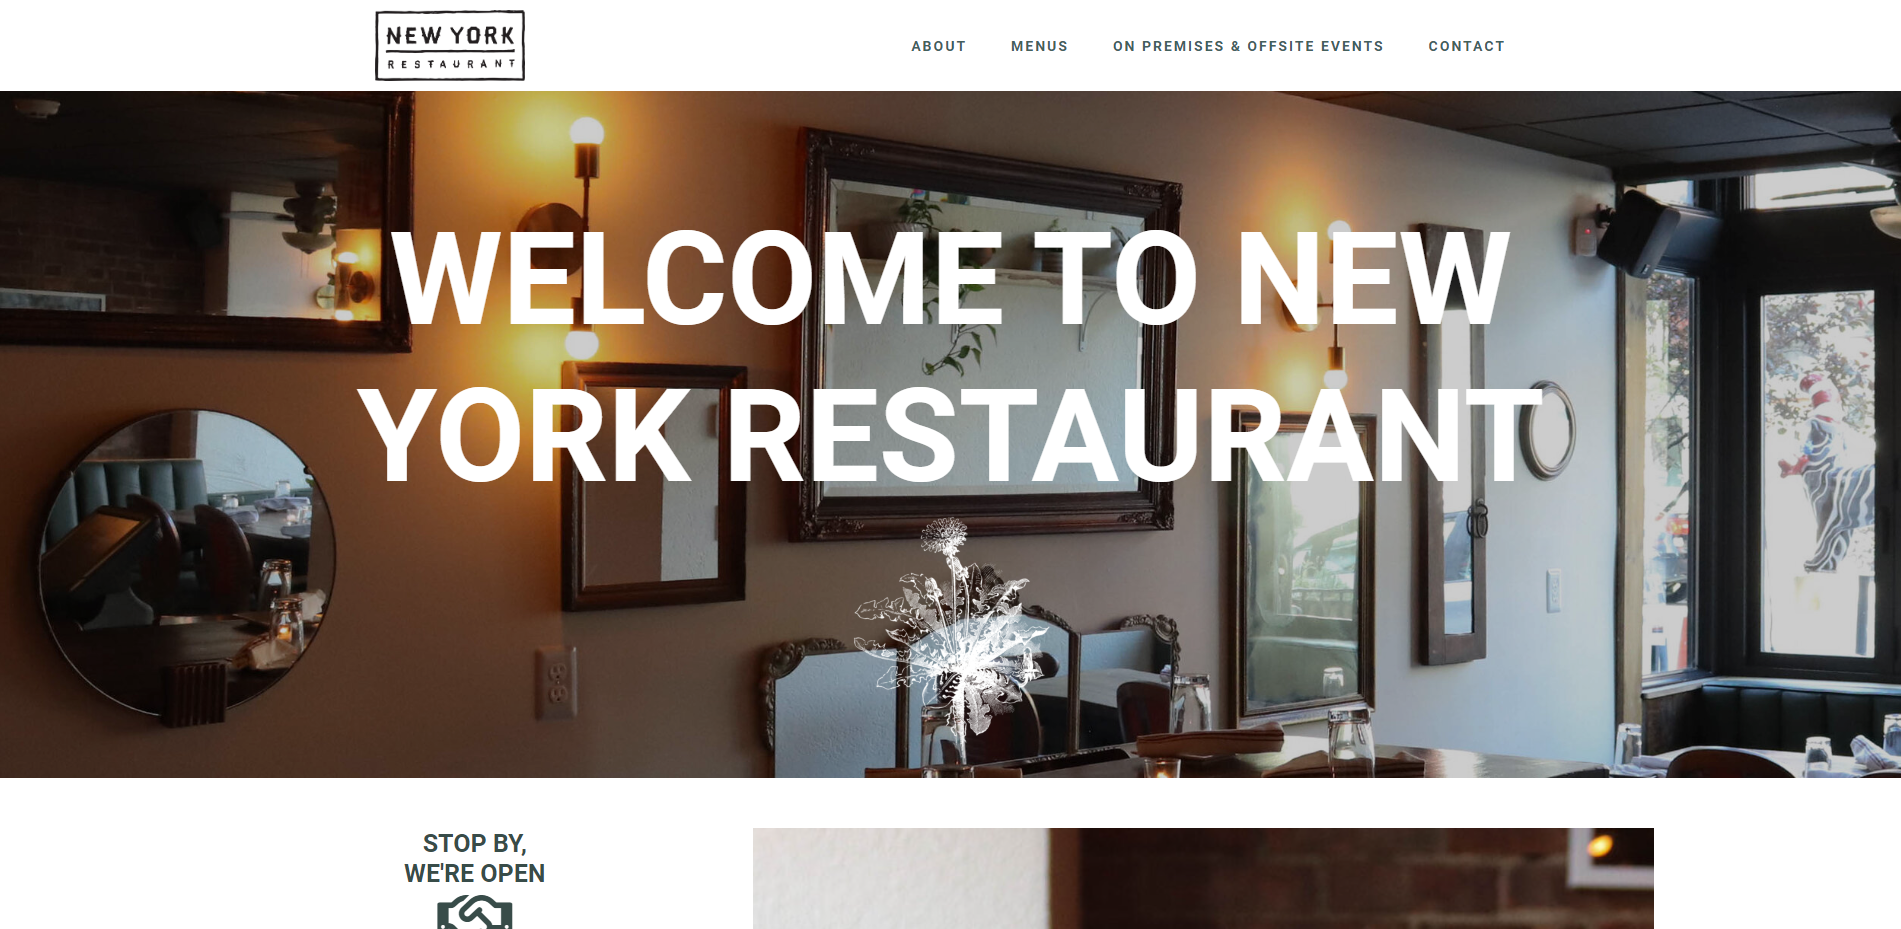 NEW YORK
RESTAURANT
ABOUT MENUS ON PREMISES & OFFSITE EVENTS CONTACT
WELCOME TO NEW
YORK RESTAURANT
STOP BY,
WE'RE OPEN